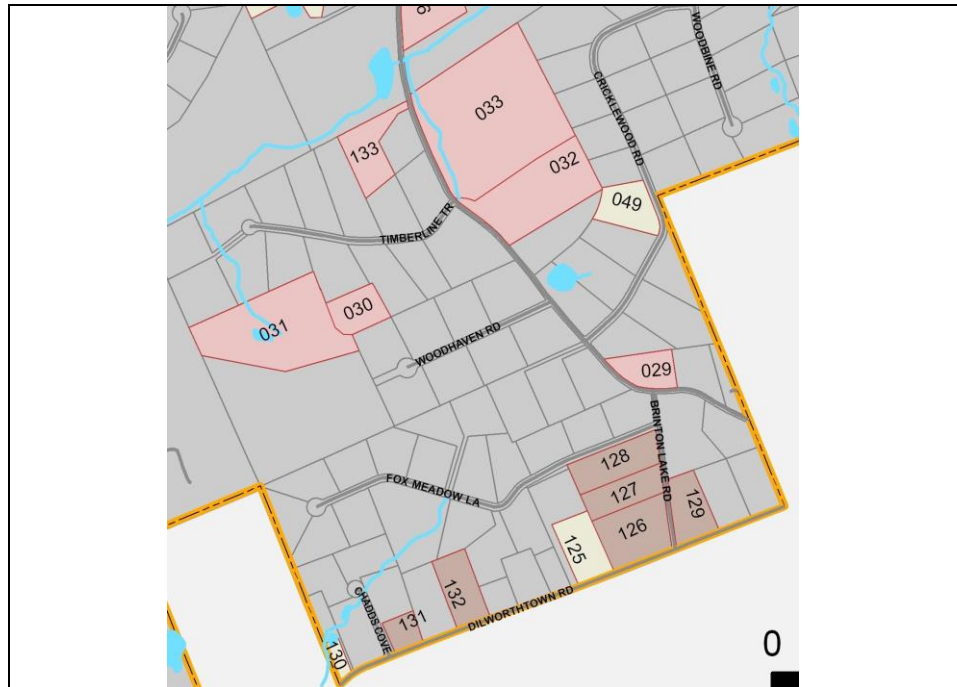 033
WOODBINE RD
CRICKLEWOOD RD
133
032
049
TIMBERLINE TR
031
030
WOODHAVEN RD
029
BRINTON LAKE RD
128
FOX MEADOW LA
127
129
126
125
132
DILWORTHTOWN RD
CHADDS COVE
131
130
0